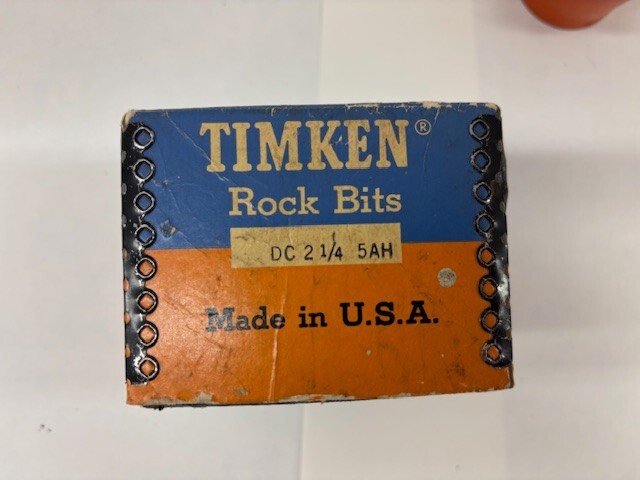 TIMKEN®
Rock Bits
DC 2 1/4 5AH
Made in U.S.A.